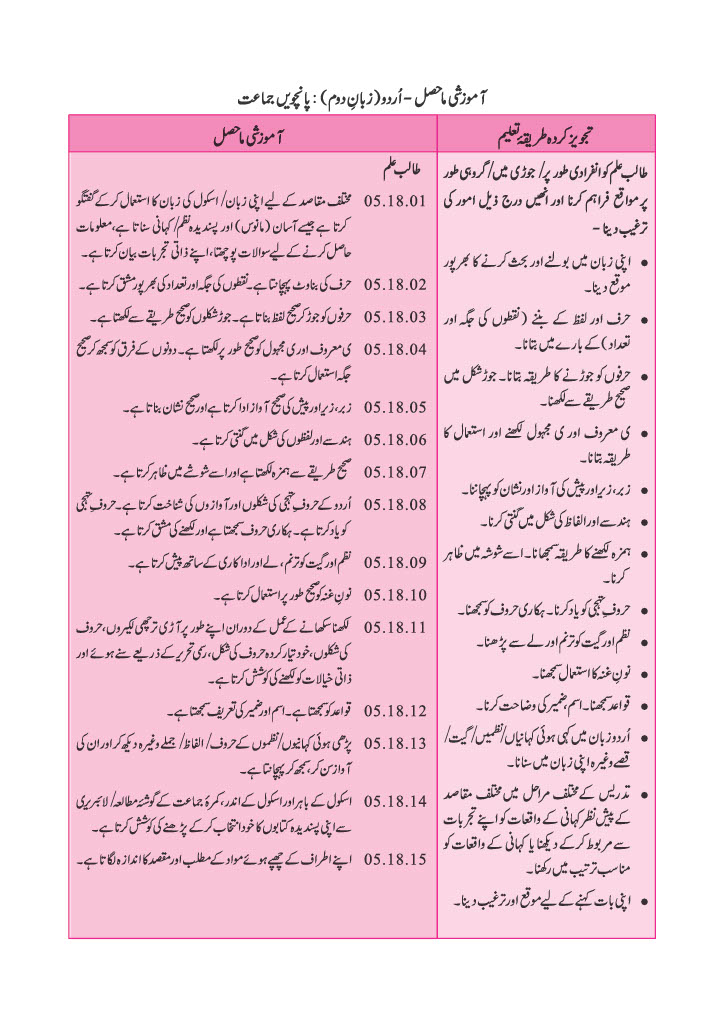 آموزشی ماحصل - اُردو (زبانِ دوم) : پانچویں جماعت
تجویز کردہ طریقۂ تعلیم
طالب علم کو انفرادی طور پر/ جوڑی میں/ گروہی طور
پر مواقع فراہم کرنا اور انھیں درج ذیل امور کی
ترغیب دینا -
• اپنی زبان میں بولنے اور بحث کرنے کا بھرپور
موقع دینا۔
• حرف اور لفظ کے بننے (نقطوں کی جگہ اور
تعداد) کے بارے میں بتانا۔
• حرفوں کو جوڑنے کا طریقہ بتانا۔ جوڑ شکل میں
صحیح طریقے سے لکھنا۔
• ی معروف اور ی مجہول لکھنے اور استعمال کا
طریقہ بتانا۔
• زبر، زیر اور پیش کی آواز اور نشان کو پہچاننا۔
• ہندسے اور الفاظ کی شکل میں گنتی کرنا۔
• ہمزہ لکھنے کا طریقہ سمجھانا۔ اسے شوشہ میں ظاہر
کرنا۔
• حروفِ تہجی کو یاد کرنا۔ ہکاری حروف کو سمجھنا۔
• نظم اور گیت کو ترنم اور لے سے پڑھنا۔
• نونِ غنہ کا استعمال سمجھنا۔
• قواعد سمجھنا۔ اسم ضمیر کی وضاحت کرنا۔
• اُردو زبان میں کہی ہوئی کہانیاں/ نظمیں/ گیت/
قصے وغیرہ اپنی زبان میں سنانا۔
• تدریس کے مختلف مراحل میں مختلف مقاصد
کے پیش نظر کہانی کے واقعات کو اپنے تجربات
سے مربوط کرکے دیکھنا یا کہانی کے واقعات کو
مناسب ترتیب میں رکھنا۔
• اپنی بات کہنے کے لیے موقع اور ترغیب دینا۔
آموزشی ماحصل
طالب علم
05.18.01 مختلف مقاصد کے لیے اپنی زبان/ اسکول کی زبان کا استعمال کرکے گفتگو
کرتا ہے جیسے آسان (مانوس) اور پسندیدہ نظم/ کہانی سناتا ہے، معلومات
حاصل کرنے کے لیے سوالات پوچھتا، اپنے ذاتی تجربات بیان کرتا ہے۔
05.18.02 حرف کی بناوٹ پہچانتا ہے۔ نقطوں کی جگہ اور تعداد کی بھرپور مشق کرتا ہے۔
05.18.03 حرفوں کو جوڑ کر صحیح لفظ بناتا ہے۔ جوڑ شکلوں کو صحیح طریقے سے لکھتا ہے۔
05.18.04 ی معروف اور ی مجہول کو صحیح طور پر لکھتا ہے۔ دونوں کے فرق کو سمجھ کر صحیح
جگہ استعمال کرتا ہے۔
05.18.05 زبر، زیر اور پیش کی صحیح آواز ادا کرتا ہے اور صحیح نشان بناتا ہے۔
05.18.06 ہندسے اور لفظوں کی شکل میں گنتی کرتا ہے۔
05.18.07 صحیح طریقے سے ہمزہ لکھتا ہے اور اسے شوشے میں ظاہر کرتا ہے۔
05.18.08 اُردو کے حروفِ تہجی کی شکلوں اور آوازوں کی شناخت کرتا ہے۔ حروفِ تہجی
کو یاد کرتا ہے۔ ہکاری حروف سمجھتا ہے اور لکھنے کی مشق کرتا ہے۔
05.18.09 نظم اور گیت کو ترنم، لے اور اداکاری کے ساتھ پیش کرتا ہے۔
05.18.10 نونِ غنہ کو صحیح طور پر استعمال کرتا ہے۔
05.18.11 لکھنا سکھانے کے عمل کے دوران اپنے طور پر آڑی ترچھی لکیروں، حروف
کی شکلوں، خود تیار کردہ حروف کی شکل، رسمی تحریر کے ذریعے سنے ہوئے اور
ذاتی خیالات کو لکھنے کی کوشش کرتا ہے۔
05.18.12 قواعد کو سمجھتا ہے۔ اسم اور ضمیر کی تعریف سمجھتا ہے۔
05.18.13 پڑھی ہوئی کہانیوں/ نظموں کے حروف/ الفاظ/ جملے وغیرہ دیکھ کر اور ان کی
آواز سن کر، سمجھ کر پہچانتا ہے۔
05.18.14 اسکول کے باہر اور اسکول کے اندر، کمرۂ جماعت کے گوشۂ مطالعہ/ لائبریری
سے اپنی پسندیدہ کتابوں کا خود انتخاب کرکے پڑھنے کی کوشش کرتا ہے۔
05.18.15 اپنے اطراف کے چھپے ہوئے مواد کے مطلب اور مقصد کا اندازہ لگاتا ہے۔